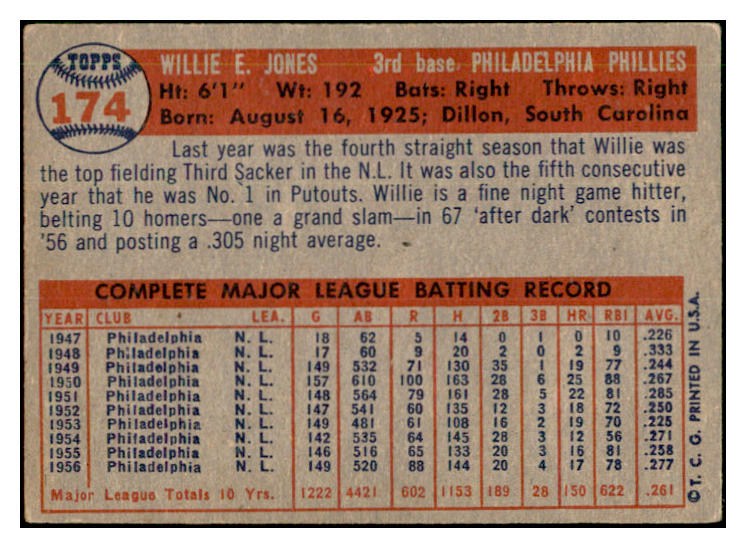 TOPPS
174
WILLIE E. JONES 3rd base PHILADELPHIA PHILLIES
Ht: 6'1" Wt: 192 Bats: Right Throws: Right
Born: August 16, 1925; Dillon, South Carolina
Last year was the fourth straight season that Willie was
the top fielding Third Sacker in the N.L. It was also the fifth consecutive
year that he was No. 1 in Putouts. Willie is a fine night game hitter,
belting 10 homers—one a grand slam—in 67 'after dark' contests in
'56 and posting a .305 night average.
COMPLETE MAJOR LEAGUE BATTING RECORD
YEAR CLUB LEA. G AB R H 2B 3B HR RBI AVG.
1947 Philadelphia N. L. 18 62 5 14 0 1 0 10 .226
1948 Philadelphia N. L. 17 60 9 20 2 0 2 9 .333
1949 Philadelphia N. L. 149 532 71 130 35 1 19 77 .244
1950 Philadelphia N. L. 157 610 100 163 28 6 25 88 .267
1951 Philadelphia N. L. 148 564 79 161 28 5 22 81 .285
1952 Philadelphia N. L. 147 541 60 135 12 3 18 72 .250
1953 Philadelphia N. L. 149 481 61 108 16 2 19 70 .225
1954 Philadelphia N. L. 142 535 64 145 28 3 12 56 .271
1955 Philadelphia N. L. 146 516 65 133 20 3 16 81 .258
1956 Philadelphia N. L. 149 520 88 144 20 4 17 78 .277
Major League Totals 10 Yrs. 1222 4421 602 1153 189 28 150 622 .261
©T. C. G. PRINTED IN U.S.A.